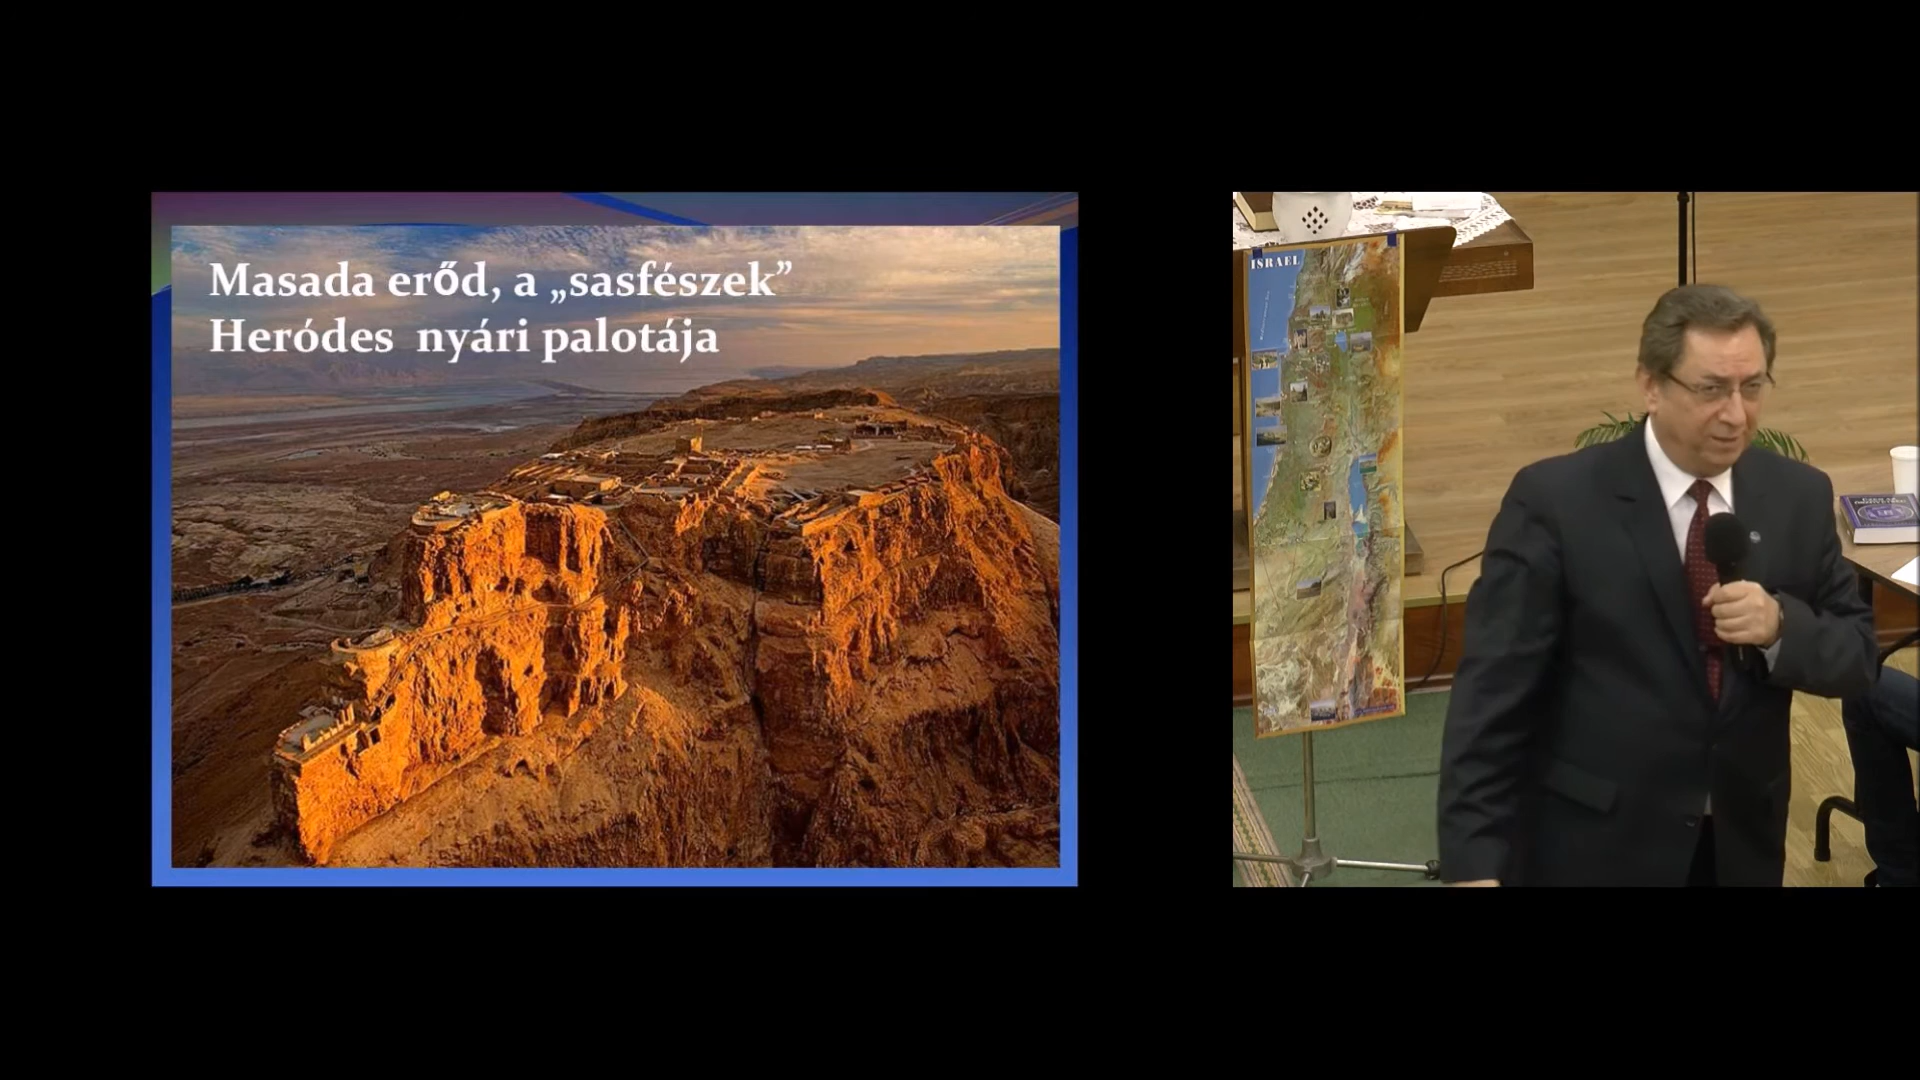 Masada erőd, a „sasfészek”
Heródes nyári palotája
ISRAEL